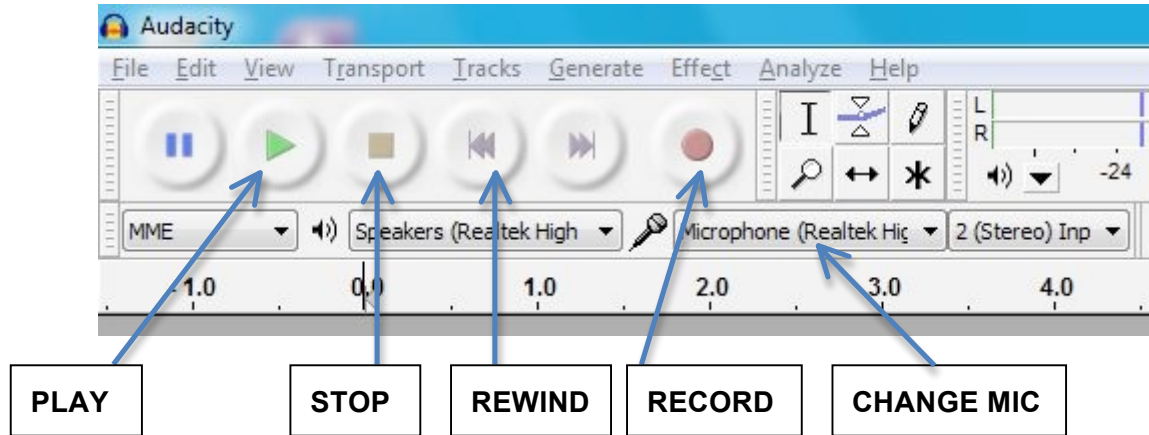 Audacity
File Edit View Transport Tracks Generate Effect Analyze Help
L
R
-24
MME Speakers (Realtek High Microphone (Realtek Hig 2 (Stereo) Inp
- 1.0 0.0 1.0 2.0 3.0 4.0
PLAY STOP REWIND RECORD CHANGE MIC